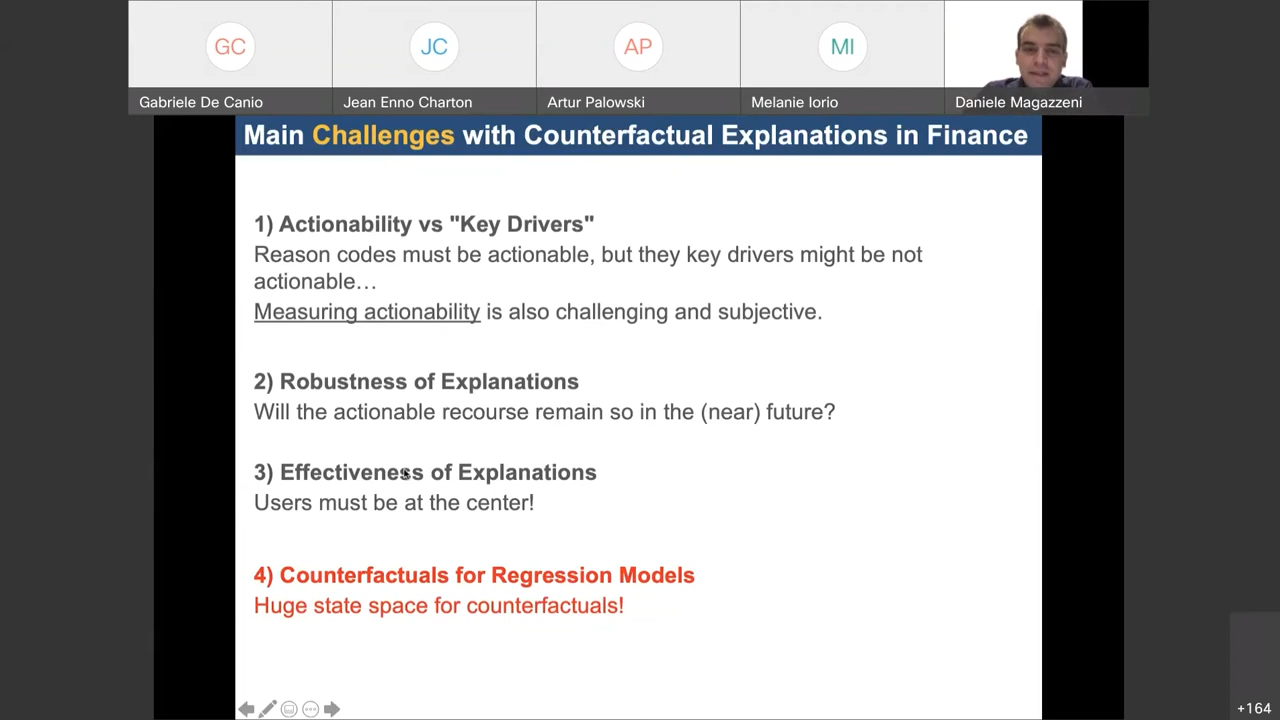 GC
JC
AP
MI
Gabriele De Canio
Jean Enno Charton
Artur Palowski
Melanie Iorio
Daniele Magazzeni
Main Challenges with Counterfactual Explanations in Finance
1) Actionability vs "Key Drivers"
Reason codes must be actionable, but they key drivers might be not
actionable…
Measuring actionability is also challenging and subjective.
2) Robustness of Explanations
Will the actionable recourse remain so in the (near) future?
3) Effectiveness of Explanations
Users must be at the center!
4) Counterfactuals for Regression Models
Huge state space for counterfactuals!
+164